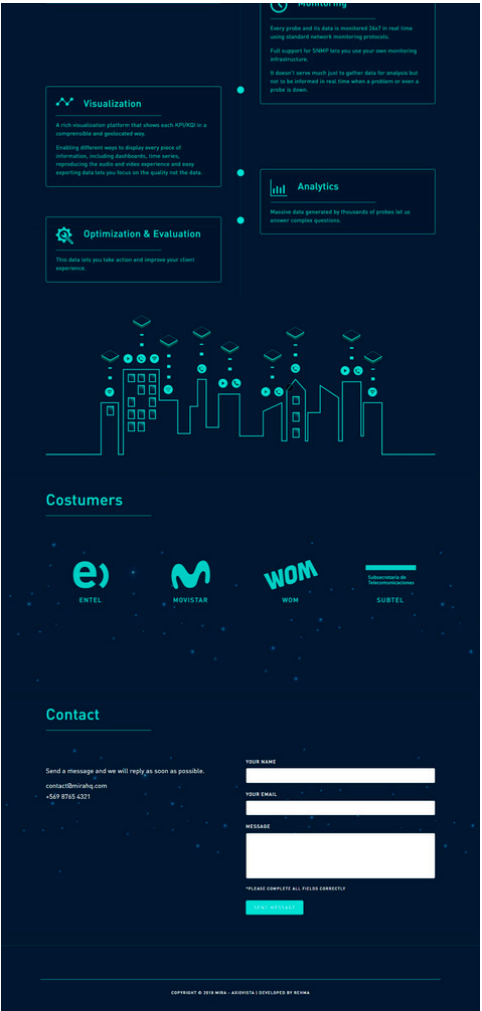 Monitoring
Every probe and its data is monitored 24x7 in real time
using standard network monitoring protocols.
Full support for SNMP lets you use your own monitoring
infrastructure.
It doesn't serve much just to gather data for analysis but
not to be informed in real time when a problem or even a
probe is down.
Visualization
A rich visualization platform that shows each KPI/KQI in a
comprensible and geolocated way.
Enabling different ways to display every piece of
information, including dashboards, time series,
reproducing the audio and video experience and easy
exporting data lets you focus on the quality not the data.
Analytics
Massive data generated by thousands of probes let us
answer complex questions.
Optimization & Evaluation
This data lets you take action and improve your client
experience.
Costumers
e)
ENTEL
MOVISTAR
WOM
WOM
Subsecretaría de
Telecomunicaciones
SUBTEL
Contact
Send a message and we will reply as soon as possible.
contact@mirahq.com
+569 8765 4321
YOUR NAME
YOUR EMAIL
MESSAGE
*PLEASE COMPLETE ALL FIELDS CORRECTLY
SEND MESSAGE
COPYRIGHT © 2019 MIRA - AXIOVISTA | DEVELOPED BY REHMA